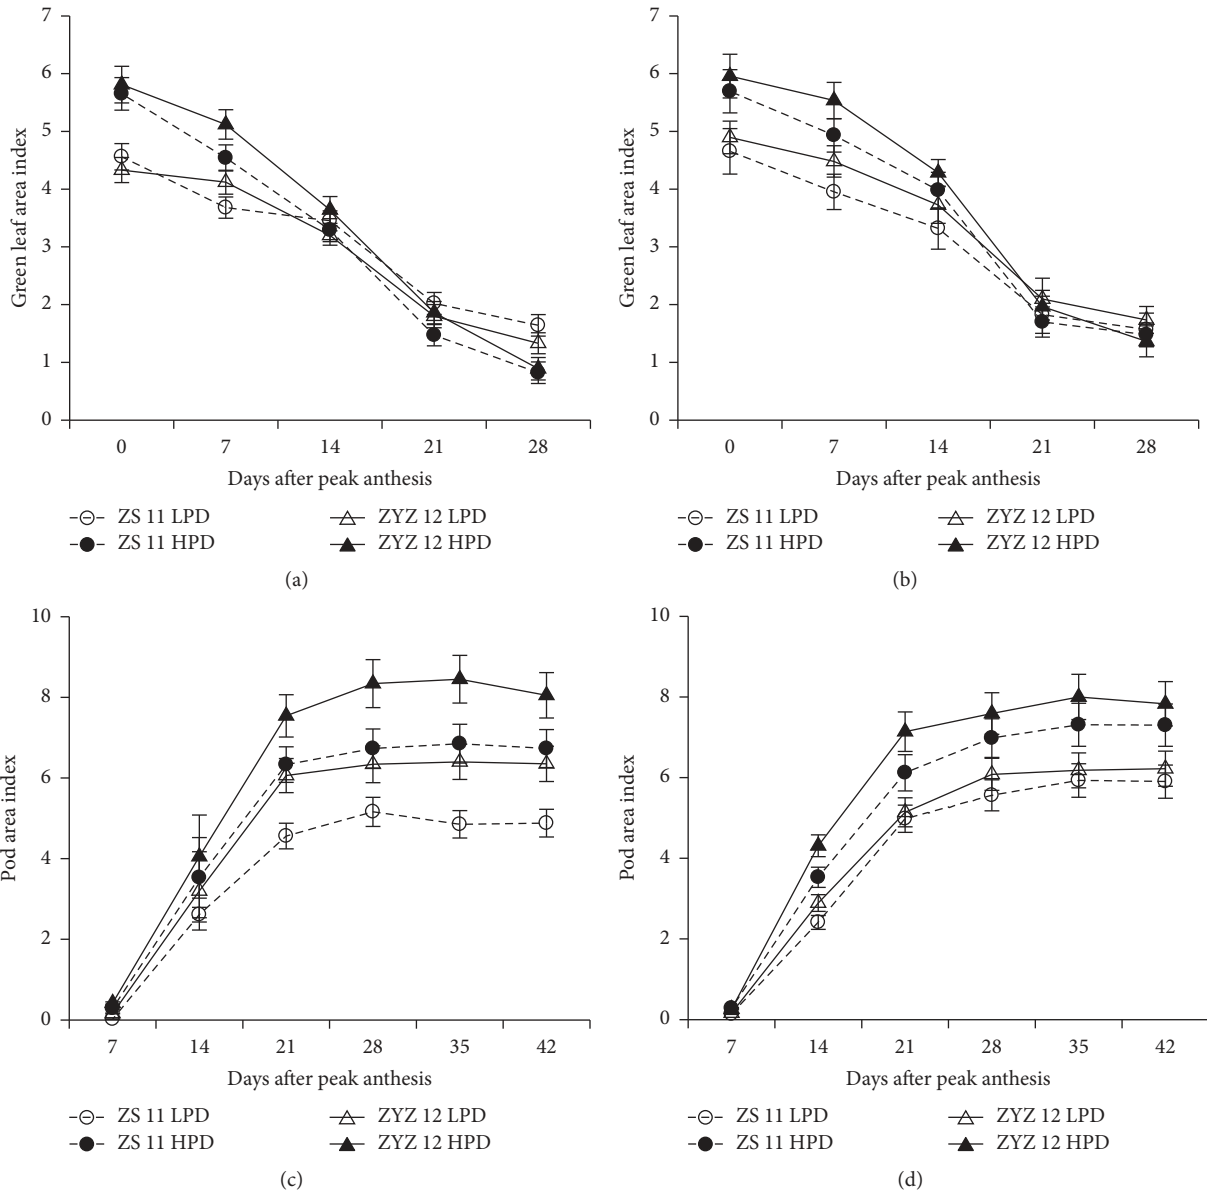 7
6
5
4
3
2
1
0
Green leaf area index
0 7 14 21 28
Days after peak anthesis
ZS 11 LPD
ZS 11 HPD
ZYZ 12 LPD
ZYZ 12 HPD
(a)
7
6
5
4
3
2
1
0
Green leaf area index
0 7 14 21 28
Days after peak anthesis
ZS 11 LPD
ZS 11 HPD
ZYZ 12 LPD
ZYZ 12 HPD
(b)
10
8
6
4
2
0
Pod area index
7 14 21 28 35 42
Days after peak anthesis
ZS 11 LPD
ZS 11 HPD
ZYZ 12 LPD
ZYZ 12 HPD
(c)
10
8
6
4
2
0
Pod area index
7 14 21 28 35 42
Days after peak anthesis
ZS 11 LPD
ZS 11 HPD
ZYZ 12 LPD
ZYZ 12 HPD
(d)